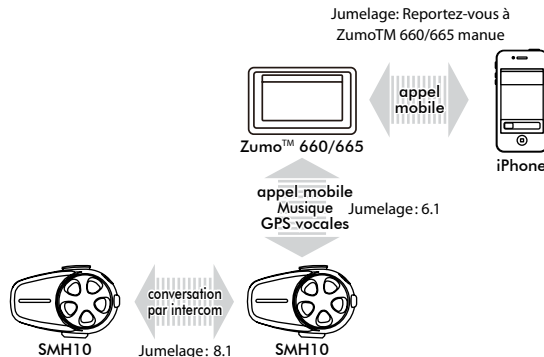 Jumelage: Reportez-vous à
ZumoTM 660/665 manue
appel
mobile
Zumo™ 660/665
iPhone
appel mobile
Musique
GPS vocales
Jumelage: 6.1
conversation
par intercom
SMH10
Jumelage: 8.1
SMH10